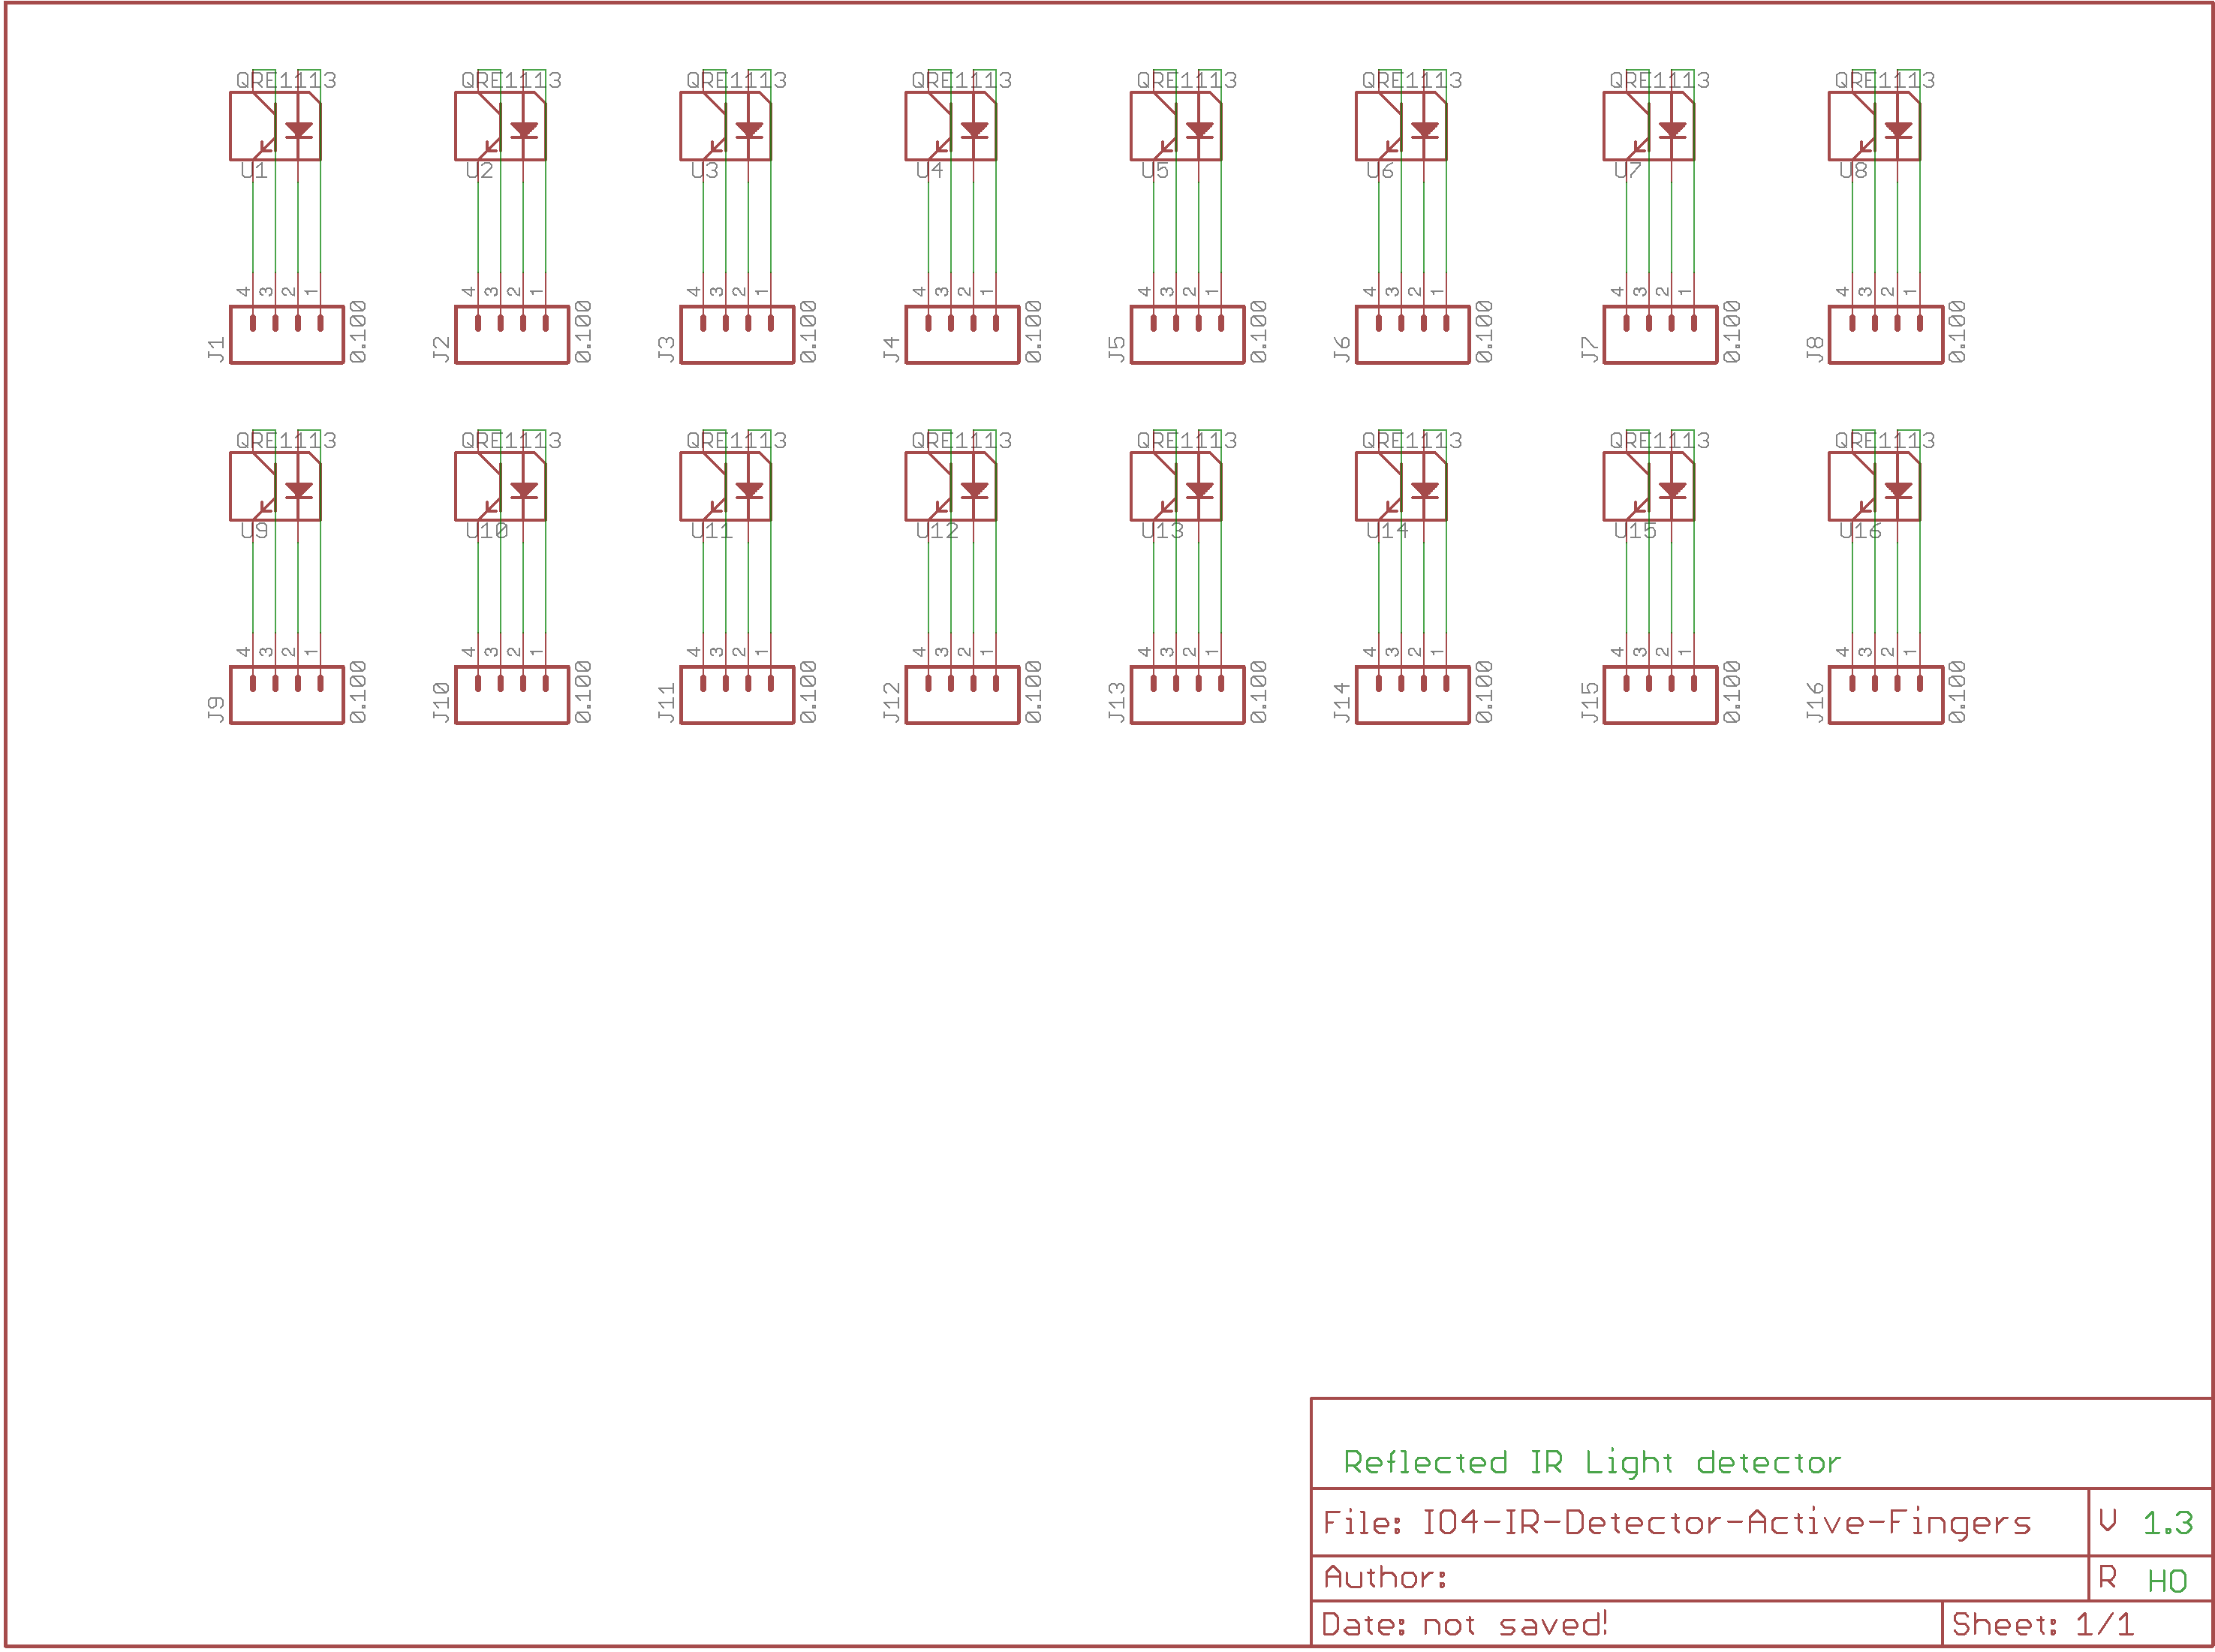 QRE1113 QRE1113 QRE1113 QRE1113 QRE1113 QRE1113 QRE1113 QRE1113
U1 U2 U3 U4 U5 U6 U7 U8
4 3 2 1 4 3 2 1 4 3 2 1 4 3 2 1 4 3 2 1 4 3 2 1 4 3 2 1 4 3 2 1
J1 0.100 J2 0.100 J3 0.100 J4 0.100 J5 0.100 J6 0.100 J7 0.100 J8 0.100
QRE1113 QRE1113 QRE1113 QRE1113 QRE1113 QRE1113 QRE1113 QRE1113
U9 U10 U11 U12 U13 U14 U15 U16
4 3 2 1 4 3 2 1 4 3 2 1 4 3 2 1 4 3 2 1 4 3 2 1 4 3 2 1 4 3 2 1
J9 0.100 J10 0.100 J11 0.100 J12 0.100 J13 0.100 J14 0.100 J15 0.100 J16 0.100
Reflected IR Light detector
File: IO4-IR-Detector-Active-Fingers V 1.3
Author: R HO
Date: not saved! Sheet: 1/1